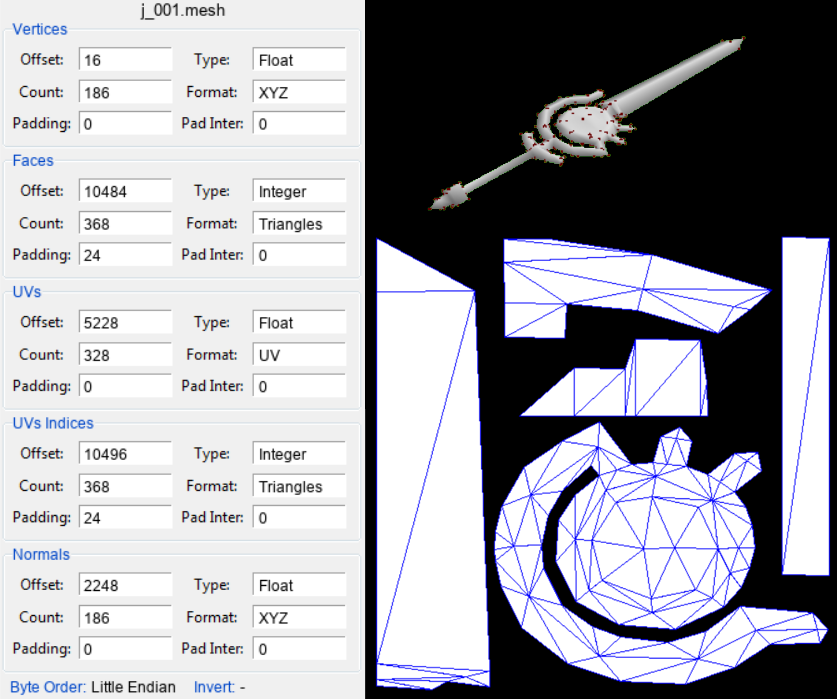 j_001.mesh
Vertices
Offset: 16 Type: Float
Count: 186 Format: XYZ
Padding: 0 Pad Inter: 0
Faces
Offset: 10484 Type: Integer
Count: 368 Format: Triangles
Padding: 24 Pad Inter: 0
UVs
Offset: 5228 Type: Float
Count: 328 Format: UV
Padding: 0 Pad Inter: 0
UVs Indices
Offset: 10496 Type: Integer
Count: 368 Format: Triangles
Padding: 24 Pad Inter: 0
Normals
Offset: 2248 Type: Float
Count: 186 Format: XYZ
Padding: 0 Pad Inter: 0
Byte Order: Little Endian Invert: -